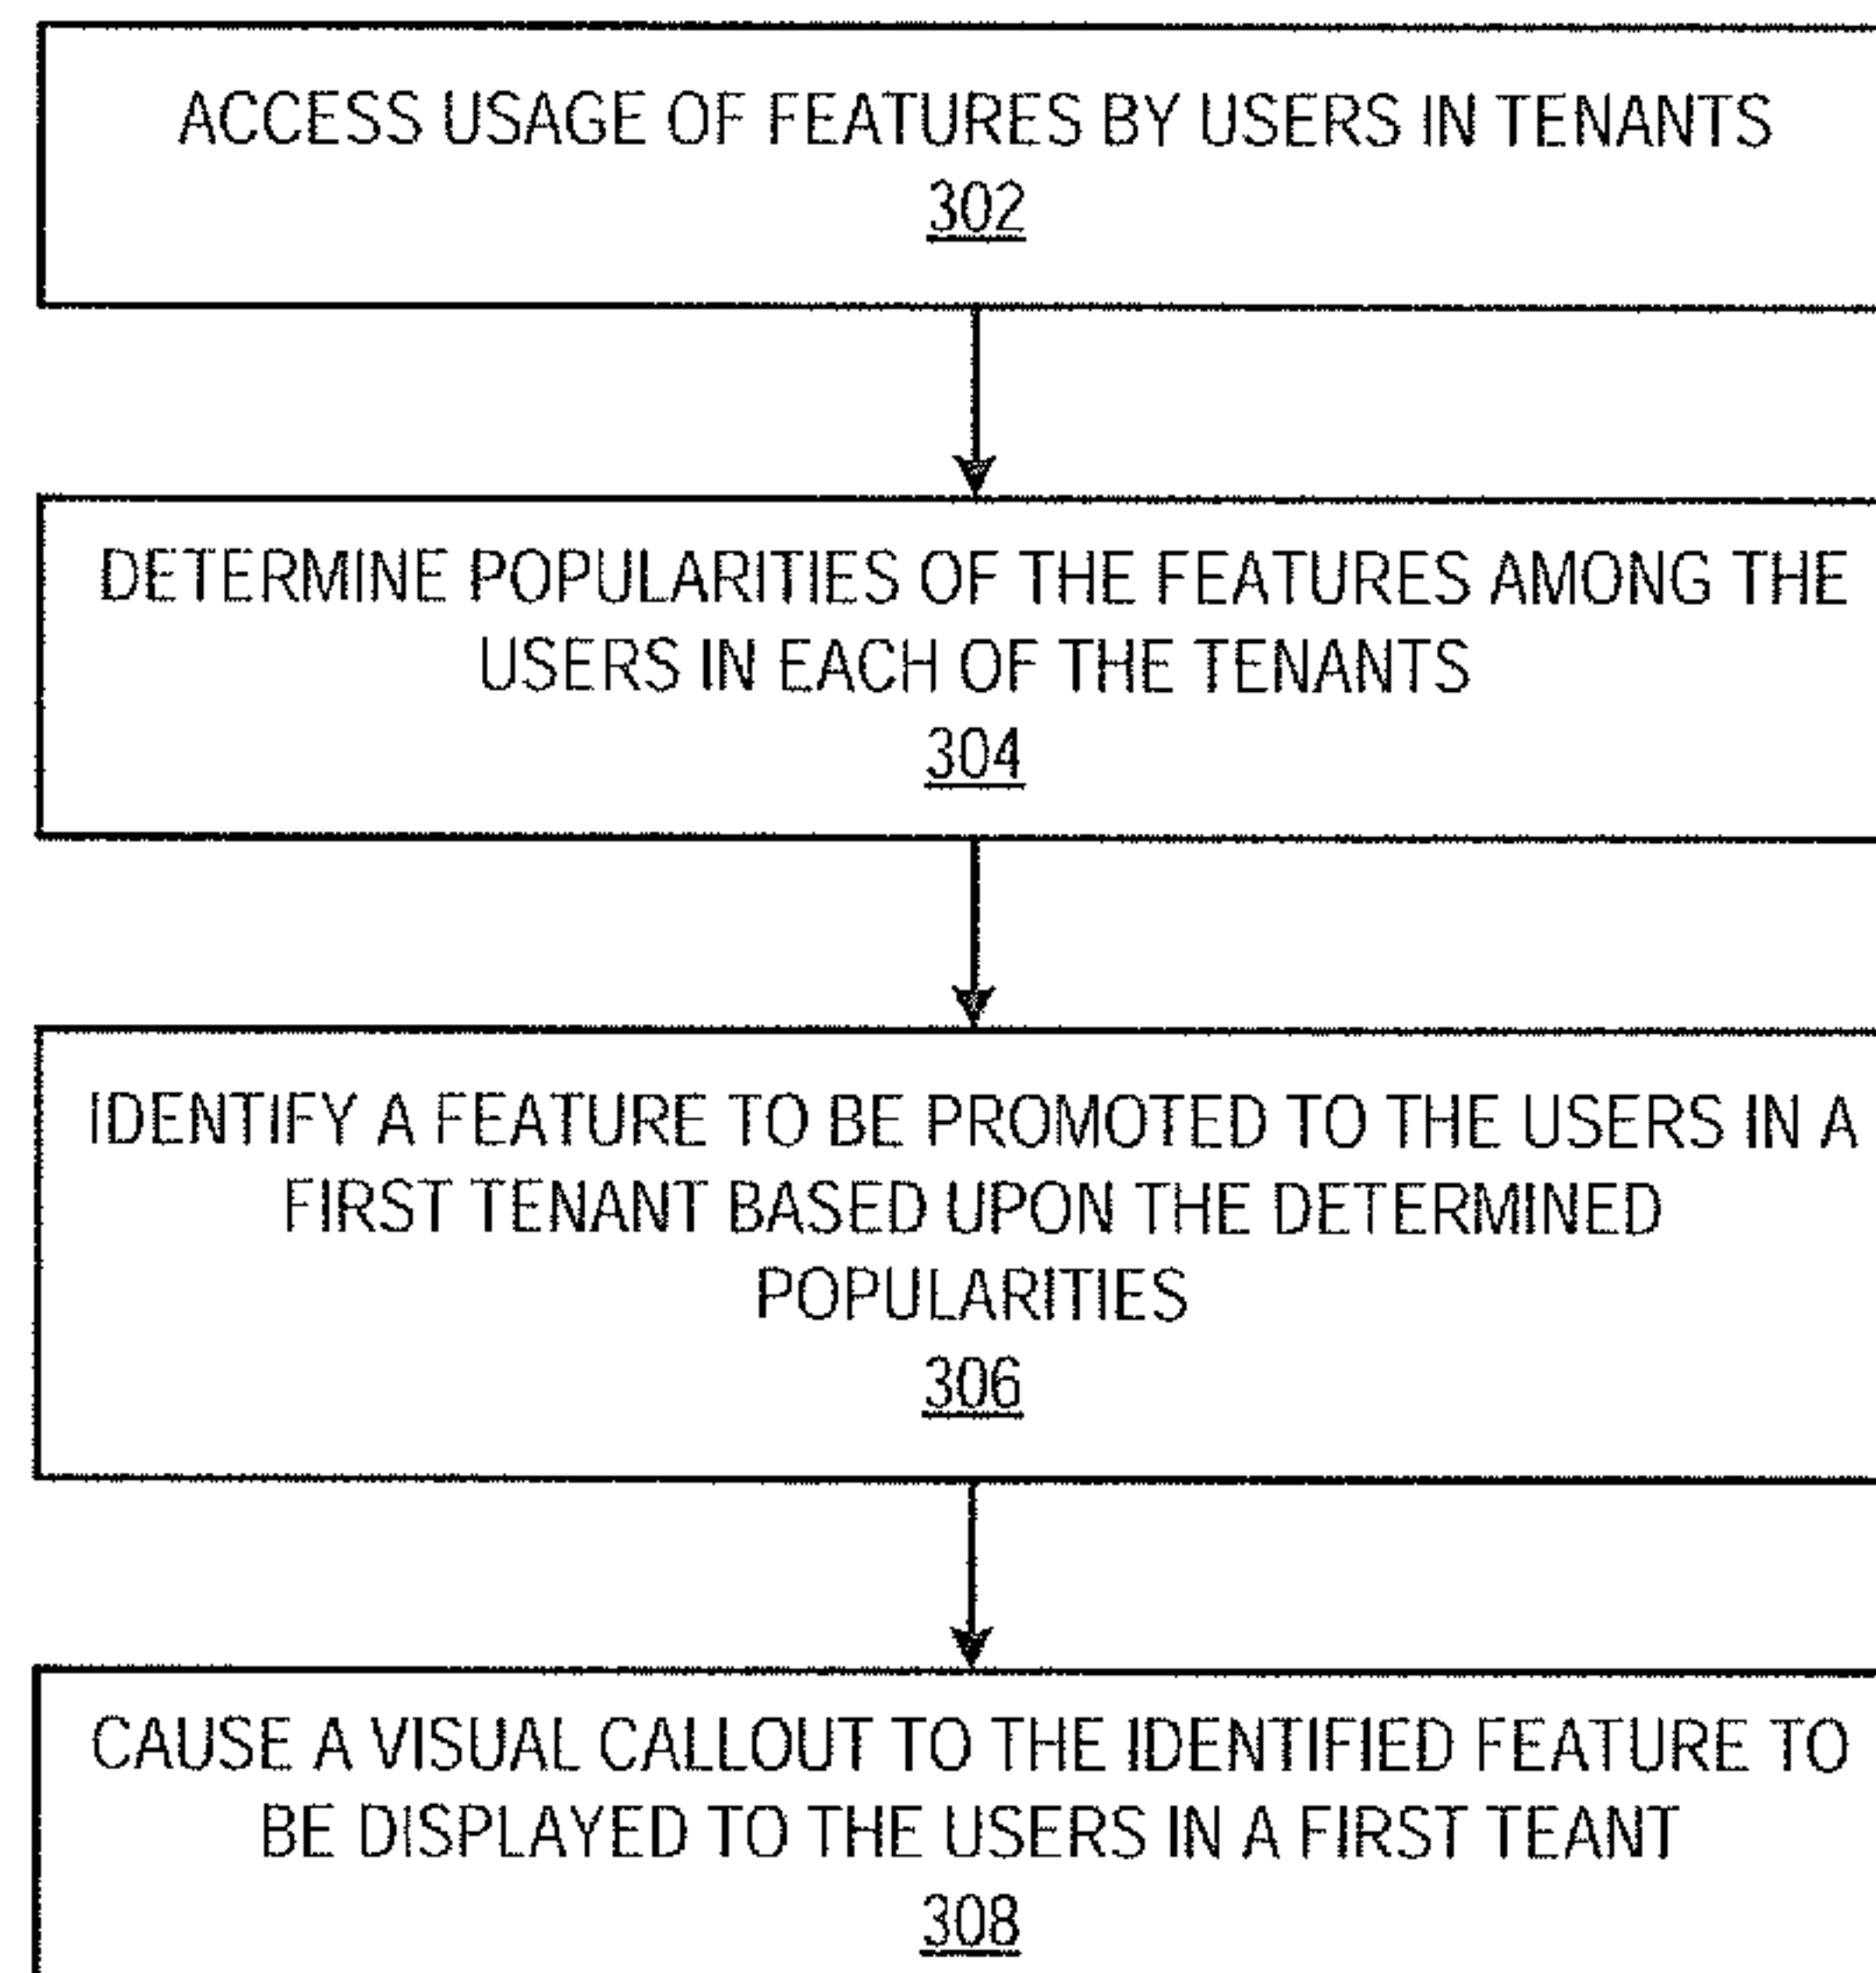 ACCESS USAGE OF FEATURES BY USERS IN TENANTS
302
DETERMINE POPULARITIES OF THE FEATURES AMONG THE
USERS IN EACH OF THE TENANTS
304
IDENTIFY A FEATURE TO BE PROMOTED TO THE USERS IN A
FIRST TENANT BASED UPON THE DETERMINED
POPULARITIES
306
CAUSE A VISUAL CALLOUT TO THE IDENTIFIED FEATURE TO
BE DISPLAYED TO THE USERS IN A FIRST TEANT
308